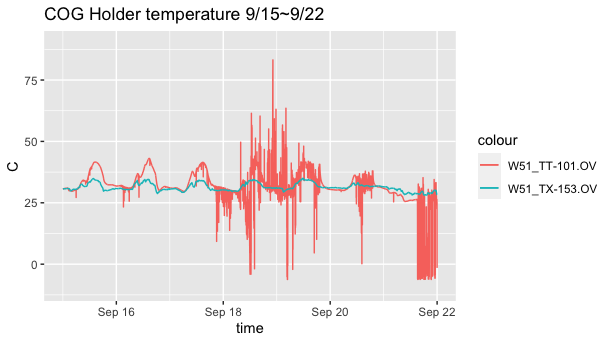 COG Holder temperature 9/15~9/22
75
50
25
0
C
Sep 16
Sep 18
Sep 20
Sep 22
time
colour
W51_TT-101.OV
W51_TX-153.OV